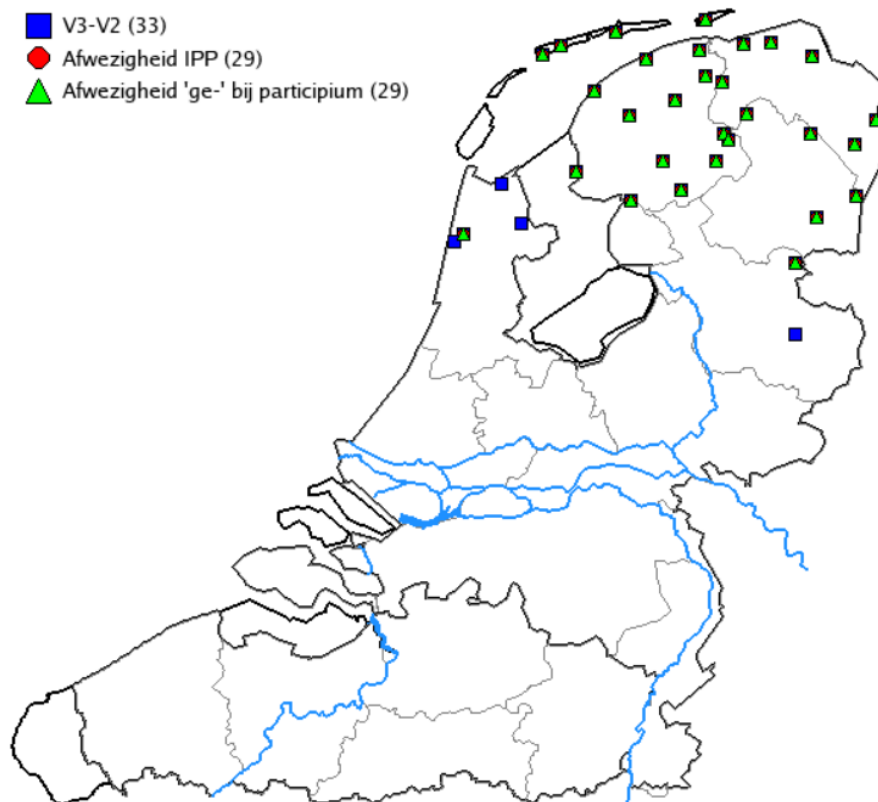 V3-V2 (33)
Afwezigheid IPP (29)
Afwezigheid 'ge-' bij participium (29)